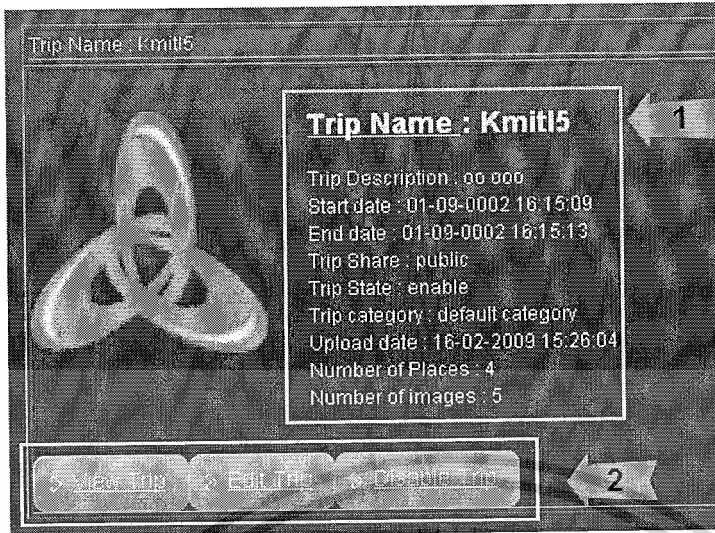 Trip Name : Kmitl5
Trip Name : Kmitl5
1
Trip Description : oo ooo
Start date : 01-09-0002 16:15:09
End date : 01-09-0002 16:15:13
Trip Share : public
Trip State : enable
Trip category : default category
Upload date : 16-02-2009 15:26:04
Number of Places : 4
Number of images : 5
View Trip Edit Trip Disable Trip
2